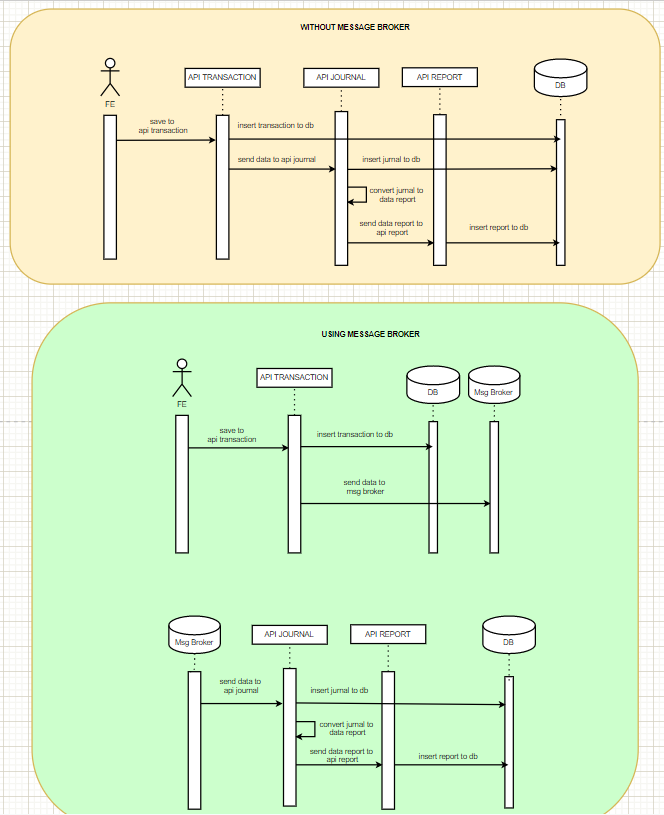 WITHOUT MESSAGE BROKER
FE
API TRANSACTION
API JOURNAL
API REPORT
DB
save to
api transaction
insert transaction to db
send data to api journal
insert jurnal to db
convert jurnal to
data report
send data report to
api report
insert report to db
USING MESSAGE BROKER
FE
API TRANSACTION
DB
Msg Broker
save to
api transaction
insert transaction to db
send data to
msg broker
Msg Broker
API JOURNAL
API REPORT
DB
send data to
api journal
insert jurnal to db
convert jurnal to
data report
send data report to
api report
insert report to db